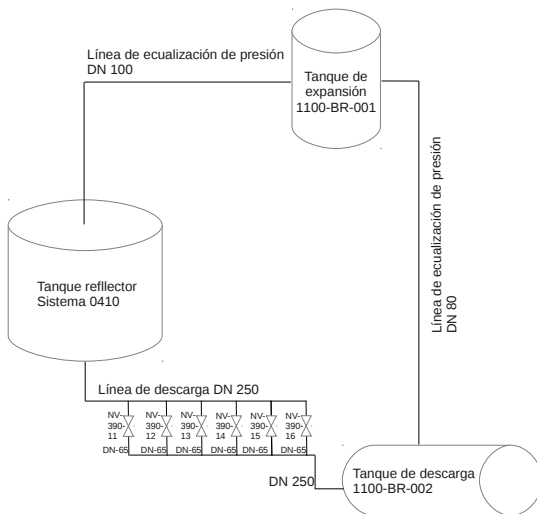 Línea de ecualización de presión
DN 100
Tanque de
expansión
1100-BR-001
Línea de ecualización de presión
DN 80
Tanque refllector
Sistema 0410
Línea de descarga DN 250
NV-
390-
11
NV-
390-
12
NV-
390-
13
NV-
390-
14
NV-
390-
15
NV-
390-
16
DN-65
DN-65
DN-65
DN-65
DN-65
DN-65
DN 250
Tanque de descarga
1100-BR-002